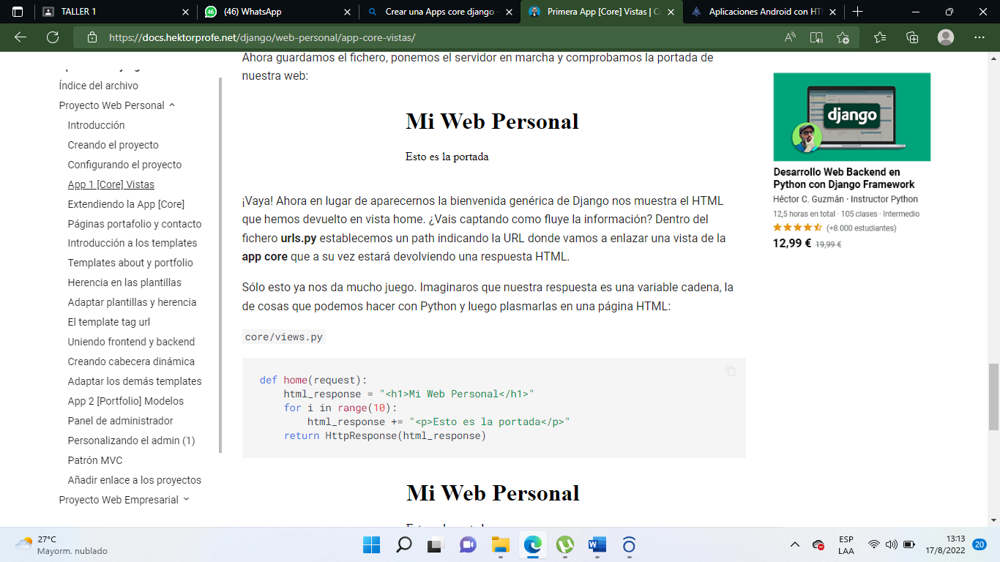 TALLER 1
(46) WhatsApp
Crear una Apps core django
Primera App [Core] Vistas |
Aplicaciones Android con
https://docs.hektorprofe.net/django/web-personal/app-core-vistas/
Índice del archivo
Proyecto Web Personal
Introducción
Creando el proyecto
Configurando el proyecto
App 1 [Core] Vistas
Extendiendo la App [Core]
Páginas portafolio y contacto
Introducción a los templates
Templates about y portfolio
Herencia en las plantillas
Adaptar plantillas y herencia
El template tag url
Uniendo frontend y backend
Creando cabecera dinámica
Adaptar los demás templates
App 2 [Portfolio] Modelos
Panel de administrador
Personalizando el admin (1)
Patrón MVC
Añadir enlace a los proyectos
Proyecto Web Empresarial
Ahora guardamos el fichero, ponemos el servidor en marcha y comprobamos la portada de
nuestra web:
Mi Web Personal
Esto es la portada
¡Vaya! Ahora en lugar de aparecernos la bienvenida genérica de Django nos muestra el HTML
que hemos devuelto en vista home. ¿Vais captando como fluye la información? Dentro del
fichero urls.py establecemos un path indicando la URL donde vamos a enlazar una vista de la
app core que a su vez estará devolviendo una respuesta HTML.
Sólo esto ya nos da mucho juego. Imaginaros que nuestra respuesta es una variable cadena, la
de cosas que podemos hacer con Python y luego plasmarlas en una página HTML:
core/views.py
def home(request):
    html_response = "<h1>Mi Web Personal</h1>"
    for i in range(10):
        html_response += "<p>Esto es la portada</p>"
    return HttpResponse(html_response)
Mi Web Personal
django
Desarrollo Web Backend en
Python con Django Framework
Héctor C. Guzmán · Instructor Python
12,5 horas en total · 105 clases · Intermedio
(+8.000 estudiantes)
12,99 € 19,99 €
27°C
Mayorm. nublado
ESP
LAA
13:13
17/8/2022
20